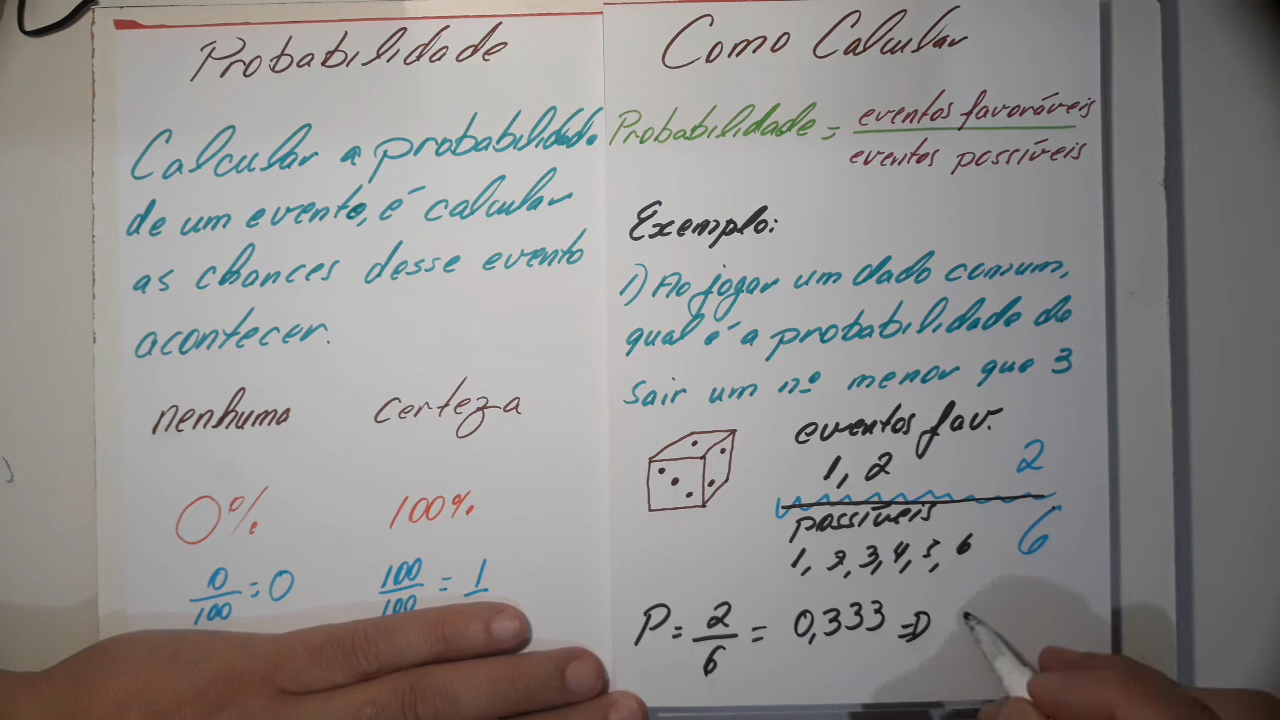 Probabilidade
Calcular a probabilidade
de um evento, é calcular
as chances desse evento
acontecer.
nenhuma certeza
0% 100%
0/100 = 0 100/100 = 1
Como Calcular
Probabilidade = eventos favoráveis
eventos possíveis
Exemplo:
1) Ao jogar um dado comum,
qual é a probabilidade de
Sair um nº menor que 3
eventos fav.
1, 2 2
possíveis
1, 2, 3, 4, 5, 6 6
P = 2/6 = 0,333 ⇒